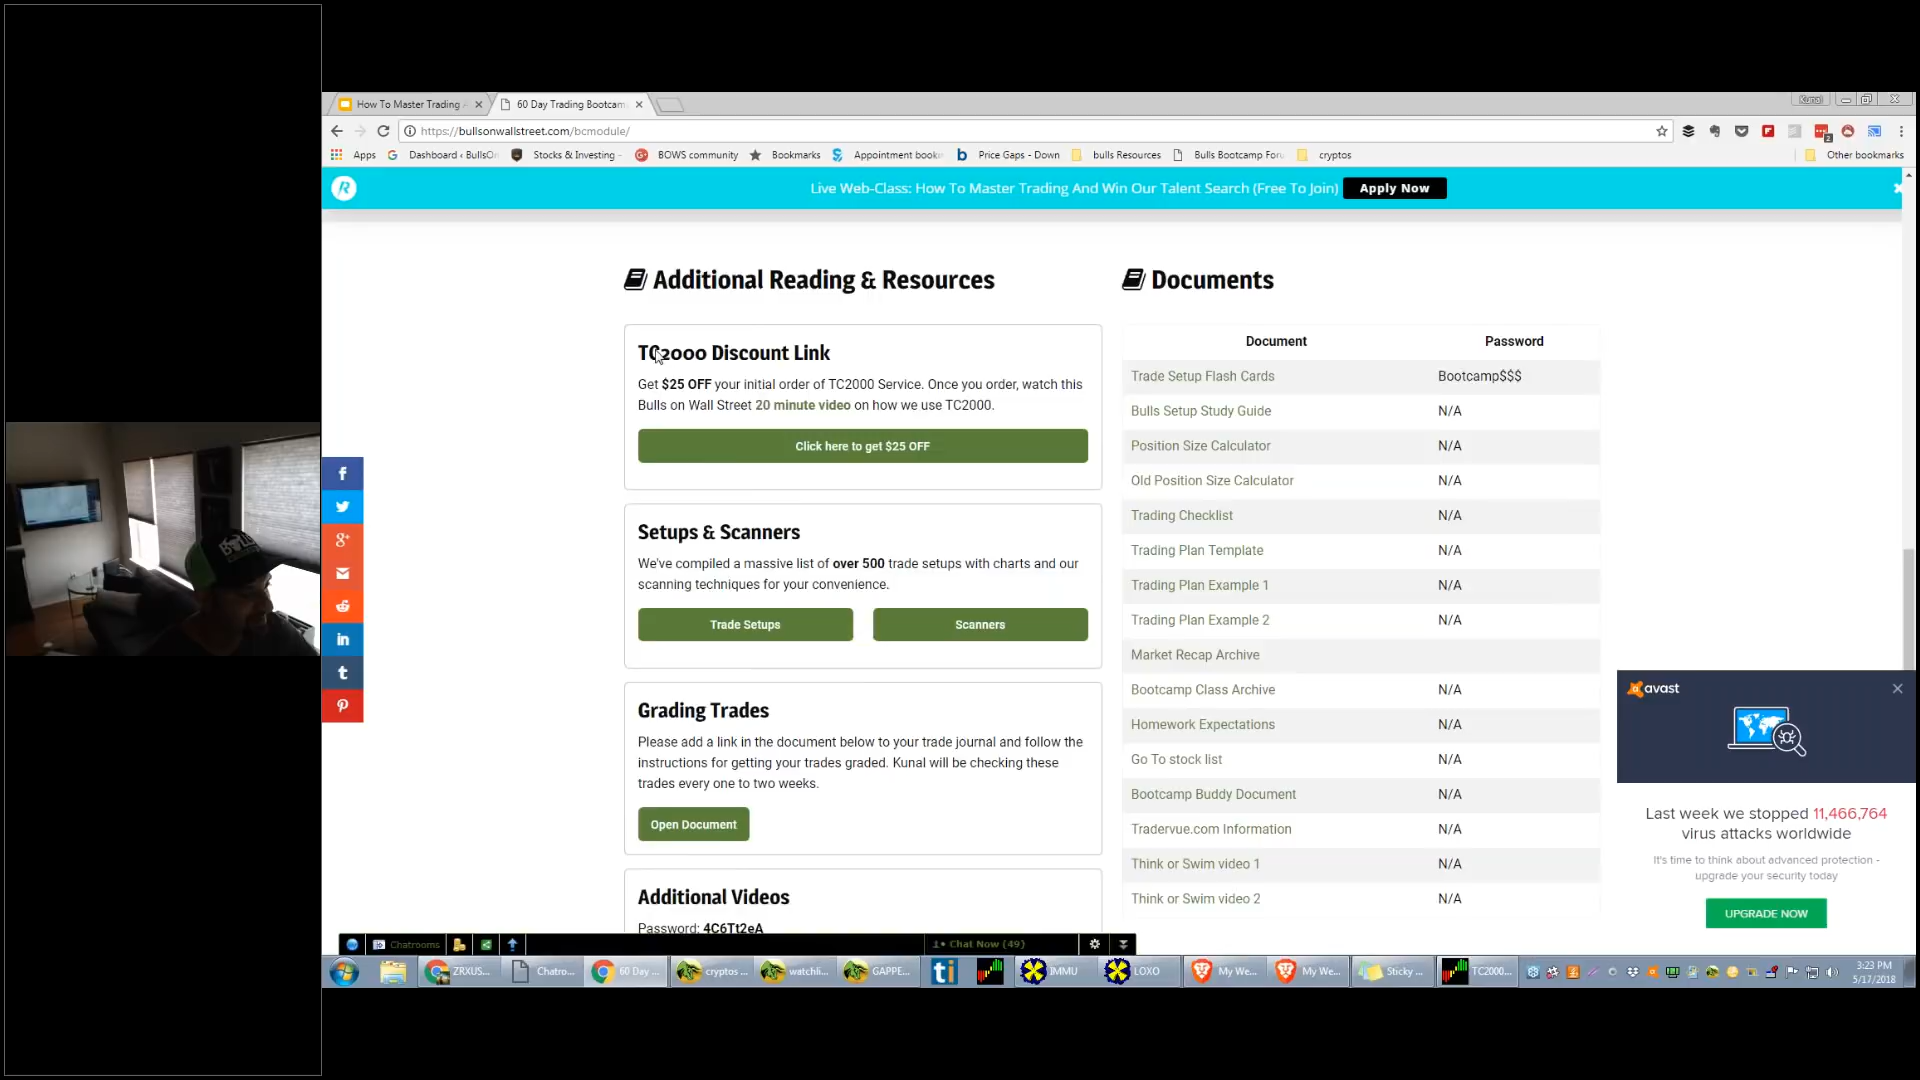 How To Master Trading
60 Day Trading Bootcam
Kunal
https://bullsonwallstreet.com/bcmodule/
Apps
Dashboard ‹ BullsOn
Stocks & Investing -
BOWS community
Bookmarks
Appointment book
Price Gaps - Down
bulls Resources
Bulls Bootcamp Foru
cryptos
Other bookmarks
Live Web-Class: How To Master Trading And Win Our Talent Search (Free To Join)
Apply Now
Additional Reading & Resources
TC2000 Discount Link
Get $25 OFF your initial order of TC2000 Service. Once you order, watch this
Bulls on Wall Street 20 minute video on how we use TC2000.
Click here to get $25 OFF
Setups & Scanners
We've compiled a massive list of over 500 trade setups with charts and our
scanning techniques for your convenience.
Trade Setups
Scanners
Grading Trades
Please add a link in the document below to your trade journal and follow the
instructions for getting your trades graded. Kunal will be checking these
trades every one to two weeks.
Open Document
Additional Videos
Password: 4C6Tt2eA
Documents
Document Password
Trade Setup Flash Cards Bootcamp$$$
Bulls Setup Study Guide N/A
Position Size Calculator N/A
Old Position Size Calculator N/A
Trading Checklist N/A
Trading Plan Template N/A
Trading Plan Example 1 N/A
Trading Plan Example 2 N/A
Market Recap Archive
Bootcamp Class Archive N/A
Homework Expectations N/A
Go To stock list N/A
Bootcamp Buddy Document N/A
Tradervue.com Information N/A
Think or Swim video 1 N/A
Think or Swim video 2 N/A
avast
Last week we stopped 11,466,764
virus attacks worldwide
It's time to think about advanced protection -
upgrade your security today
UPGRADE NOW
Chatrooms
Chat Now (49)
ZRXUS...
Chatro...
60 Day ...
cryptos ...
watchli...
GAPPE...
IMMU
LOXO
My We...
My We...
Sticky ...
TC2000...
3:23 PM
5/17/2018